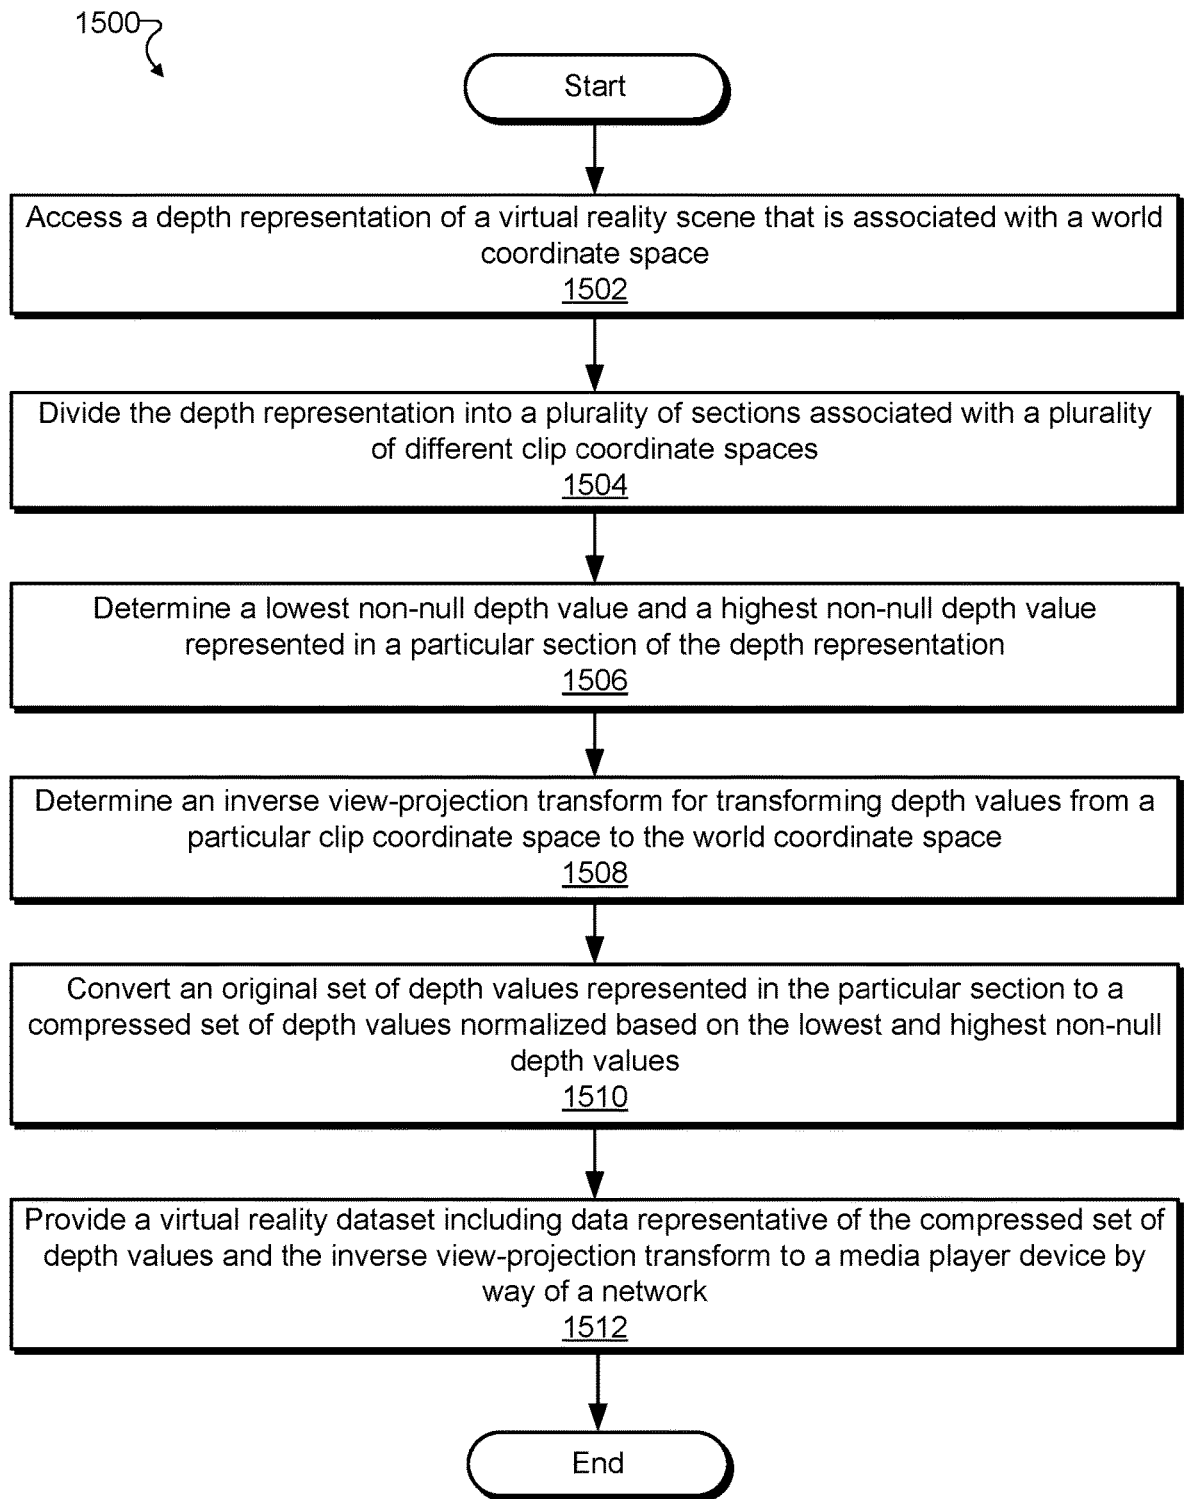 1500
Start
Access a depth representation of a virtual reality scene that is associated with a world
coordinate space
1502
Divide the depth representation into a plurality of sections associated with a plurality
of different clip coordinate spaces
1504
Determine a lowest non-null depth value and a highest non-null depth value
represented in a particular section of the depth representation
1506
Determine an inverse view-projection transform for transforming depth values from a
particular clip coordinate space to the world coordinate space
1508
Convert an original set of depth values represented in the particular section to a
compressed set of depth values normalized based on the lowest and highest non-null
depth values
1510
Provide a virtual reality dataset including data representative of the compressed set of
depth values and the inverse view-projection transform to a media player device by
way of a network
1512
End